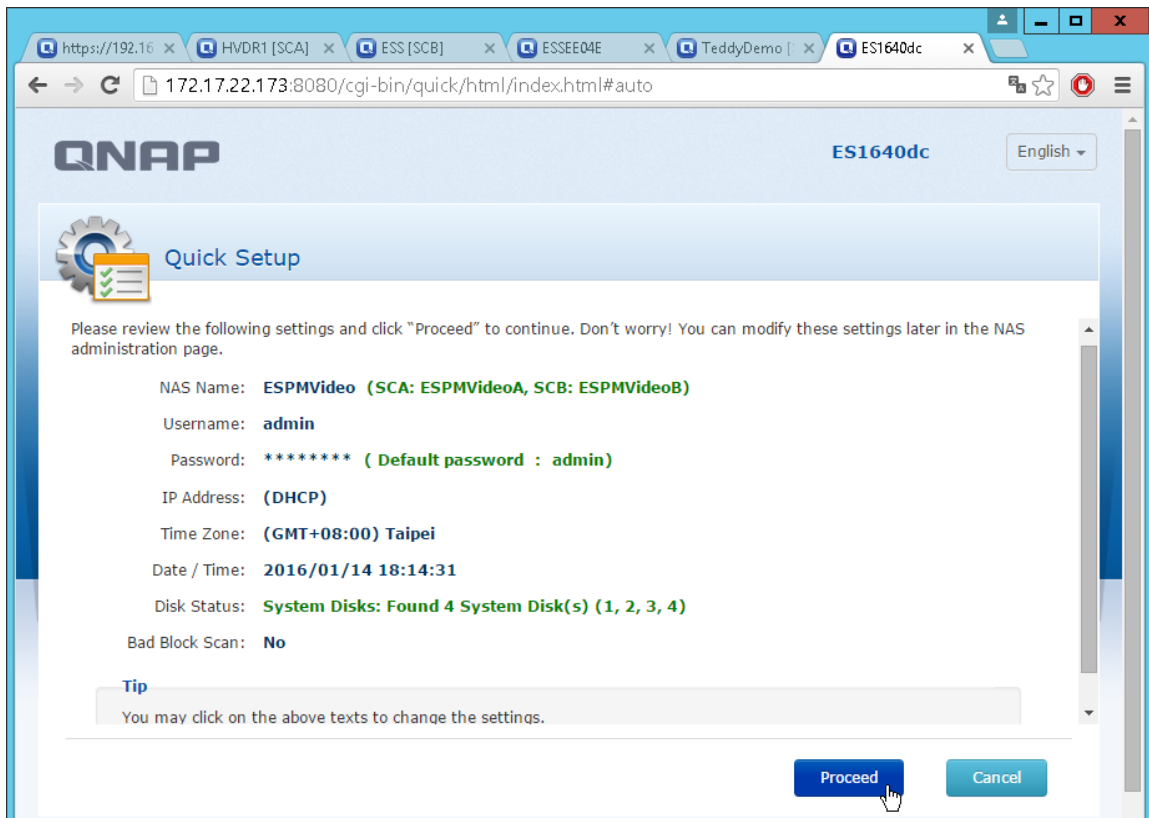 https://192.16
HVDR1 [SCA]
ESS [SCB]
ESSEE04E
TeddyDemo [
ES1640dc
172.17.22.173:8080/cgi-bin/quick/html/index.html#auto
QNAP
ES1640dc
English
Quick Setup
Please review the following settings and click “Proceed” to continue. Don’t worry! You can modify these settings later in the NAS
administration page.
NAS Name: ESPMVideo (SCA: ESPMVideoA, SCB: ESPMVideoB)
Username: admin
Password: ******** ( Default password : admin)
IP Address: (DHCP)
Time Zone: (GMT+08:00) Taipei
Date / Time: 2016/01/14 18:14:31
Disk Status: System Disks: Found 4 System Disk(s) (1, 2, 3, 4)
Bad Block Scan: No
Tip
You may click on the above texts to change the settings.
Proceed
Cancel